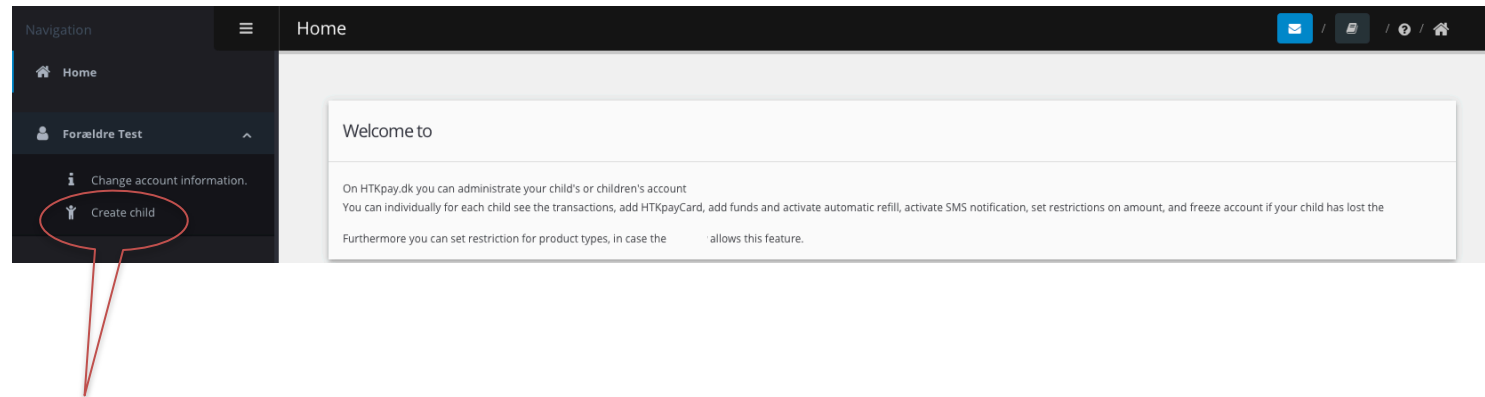 Navigation
Home
/ / /
Home
Forældre Test
Change account information.
Create child
Welcome to
On HTKpay.dk you can administrate your child's or children's account
You can individually for each child see the transactions, add HTKpayCard, add funds and activate automatic refill, activate SMS notification, set restrictions on amount, and freeze account if your child has lost the
Furthermore you can set restriction for product types, in case the allows this feature.